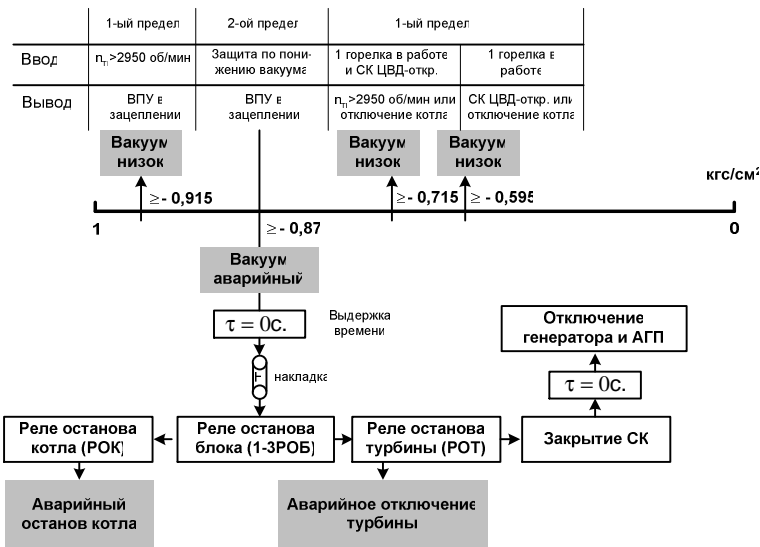 1-ый предел
2-ой предел
1-ый предел
Ввод
nтг>2950 об/мин
Защита по пони-
жению вакуума
1 горелка в работе
и СК ЦВД-откр.
1 горелка в
работе
Вывод
ВПУ в
зацеплении
ВПУ в
зацеплении
nтг>2950 об/мин или
отключение котла
СК ЦВД-откр. или
отключение котла
Вакуум
низок
Вакуум
низок
Вакуум
низок
кгс/см²
≥- 0,915
≥- 0,715
≥- 0,595
1
≥- 0,87
0
Вакуум
аварийный
τ = 0с.
Выдержка
времени
накладка
Отключение
генератора и АГП
τ = 0с.
Реле останова
котла (РОК)
Реле останова
блока (1-3РОБ)
Реле останова
турбины (РОТ)
Закрытие СК
Аварийный
останов котла
Аварийное отключение
турбины